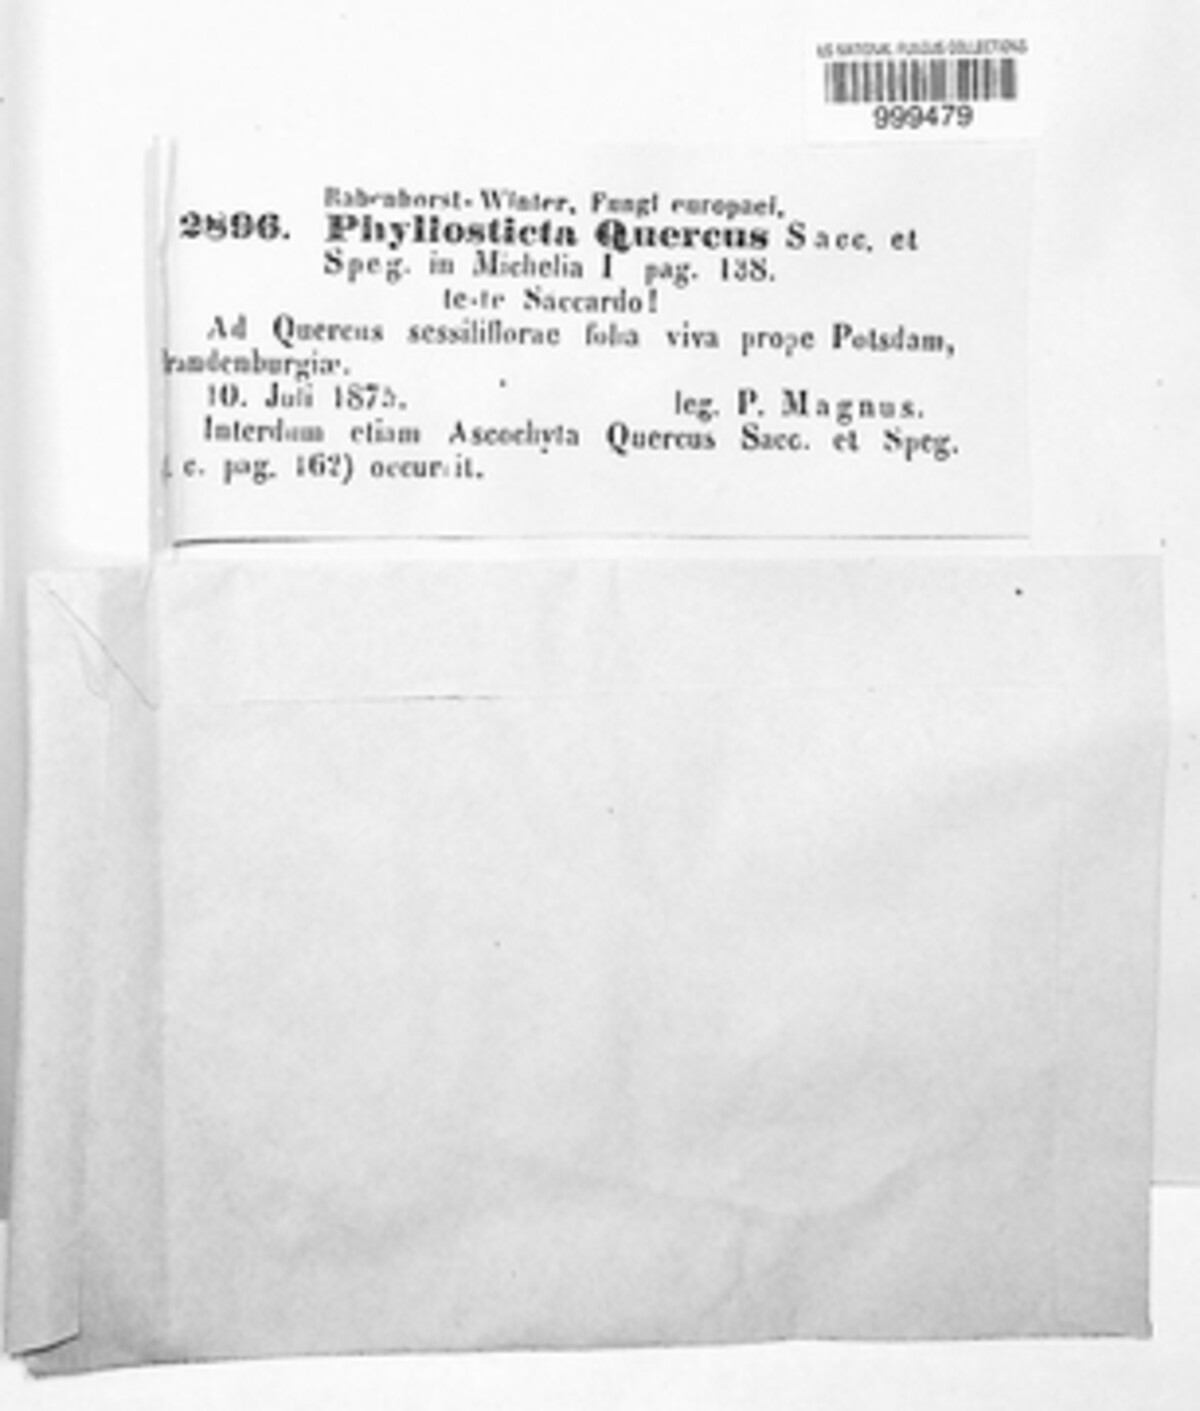 US NATIONAL FUNGUS COLLECTIONS
999479
Rabenhorst-Winter, Fungi europaei.
2896. Phyllosticta Quercus Sacc. et
Speg. in Michelia I pag. 138.
teste Saccardo!
Ad Quercus sessiliflorae folia viva prope Potsdam,
randenburgiæ.
10. Juli 1875. leg. P. Magnus.
Interdum etiam Ascochyta Quercus Sacc. et Speg.
c. pag. 162) occurrit.